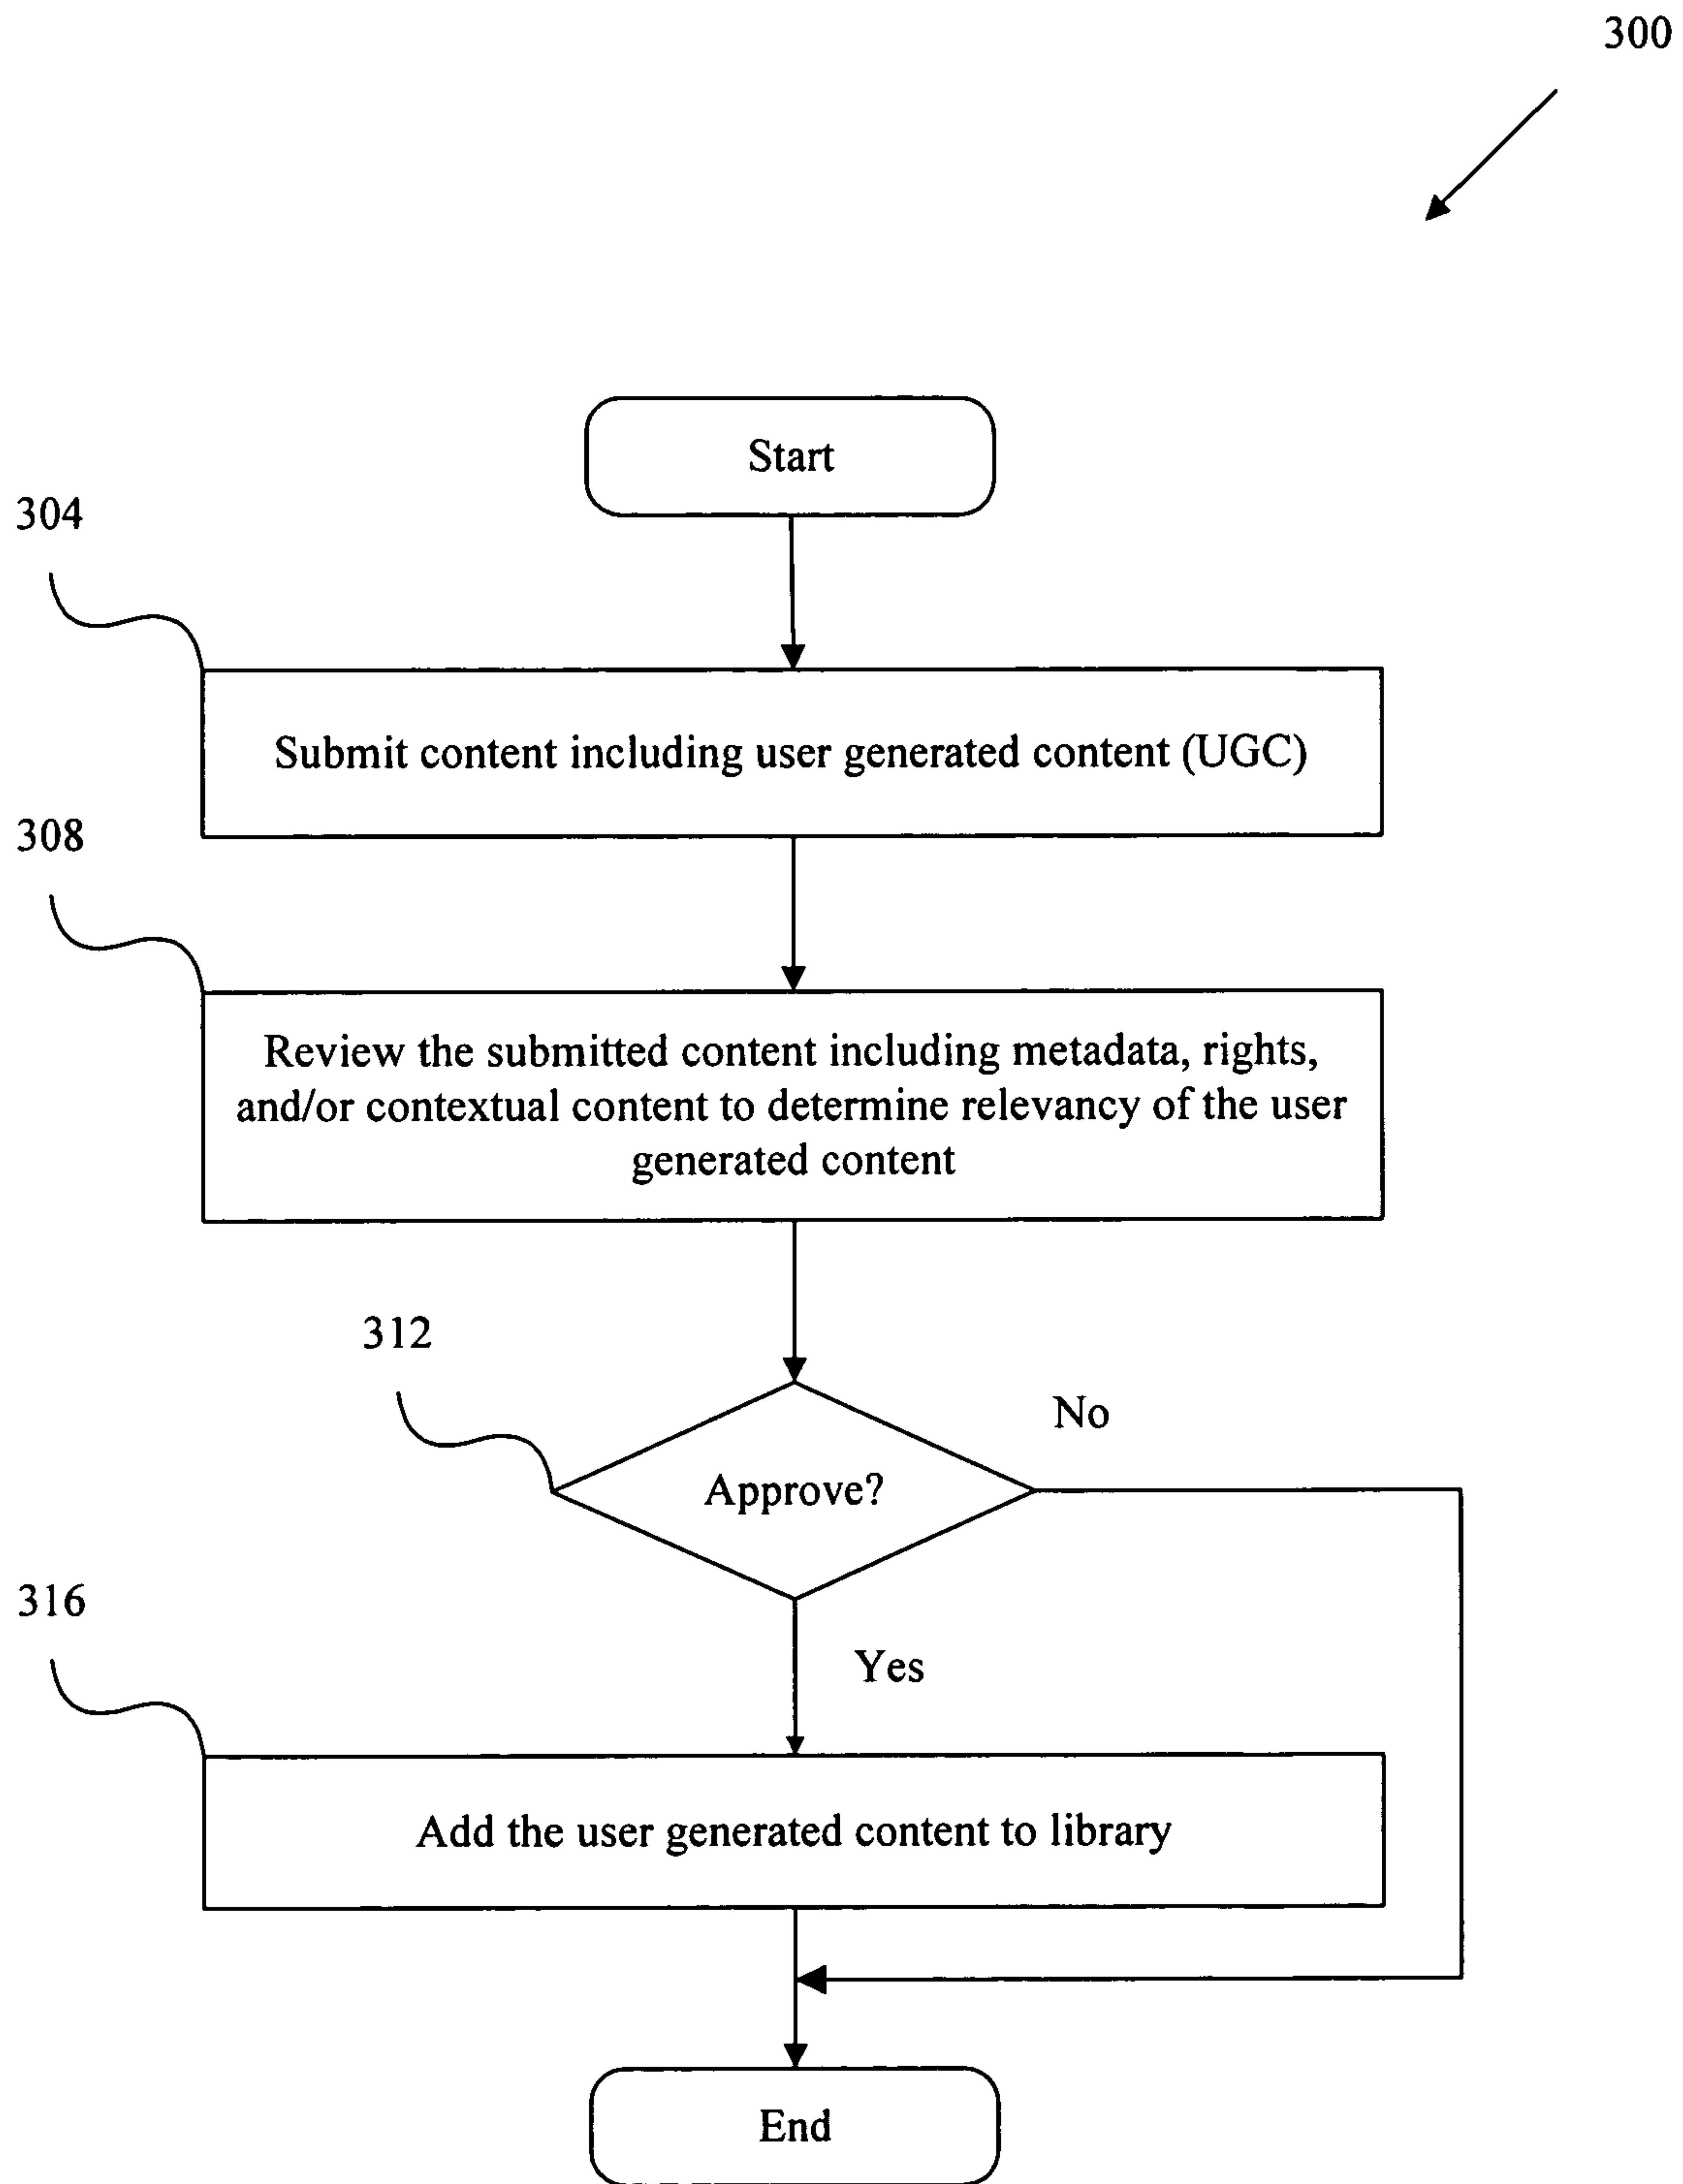 300
Start
304
Submit content including user generated content (UGC)
308
Review the submitted content including metadata, rights,
and/or contextual content to determine relevancy of the user
generated content
312
No
Approve?
316
Yes
Add the user generated content to library
End